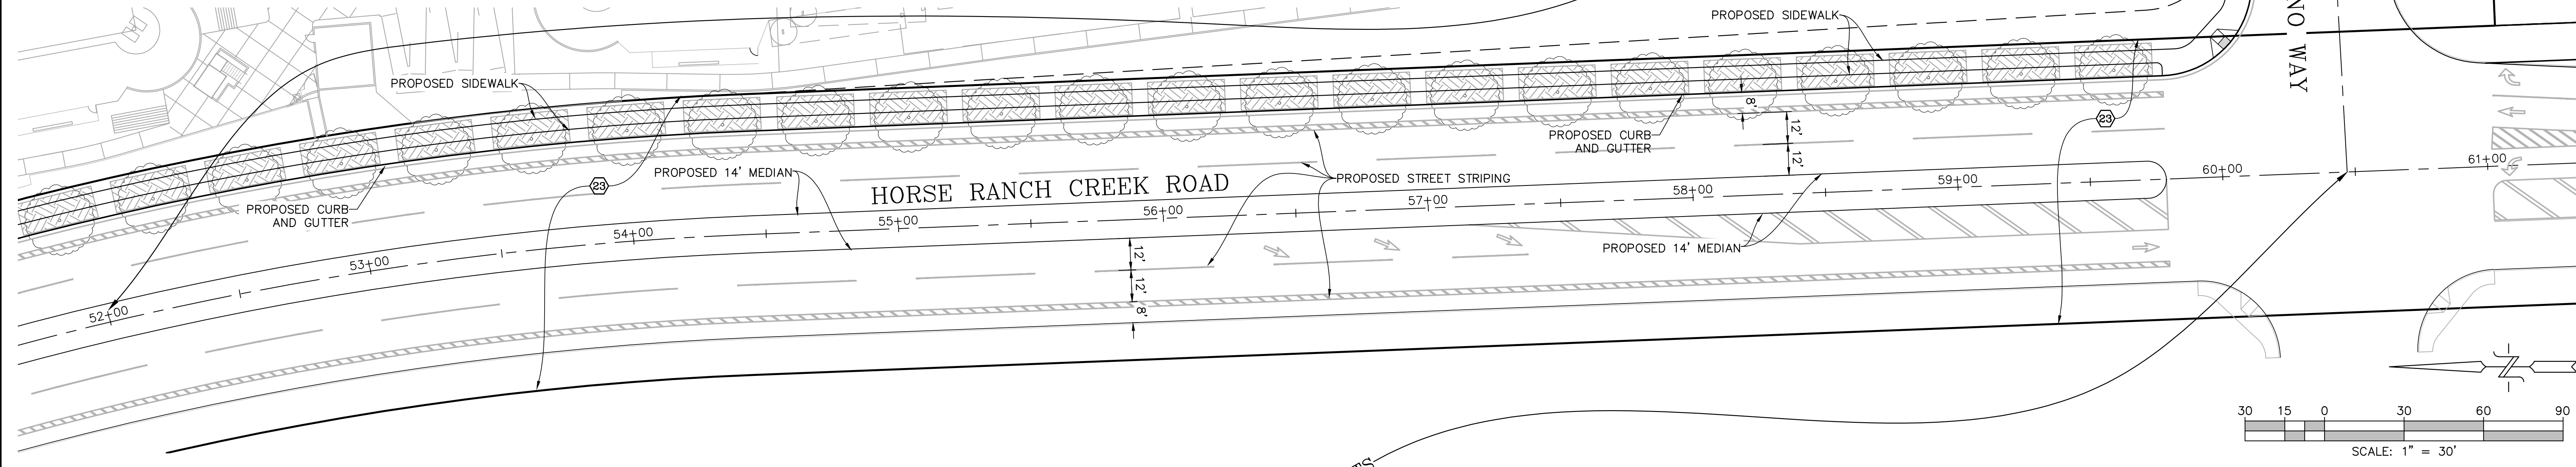 PROPOSED SIDEWALK
NO WAY
PROPOSED SIDEWALK
8'
12'
12'
PROPOSED CURB
AND GUTTER
23
61+00
60+00
PROPOSED 14' MEDIAN
23
HORSE RANCH CREEK ROAD
PROPOSED STREET STRIPING
59+00
58+00
57+00
56+00
55+00
54+00
53+00
52+00
PROPOSED CURB
AND GUTTER
12'
12'
8'
PROPOSED 14' MEDIAN
30 15 0 30 60 90
SCALE: 1" = 30'